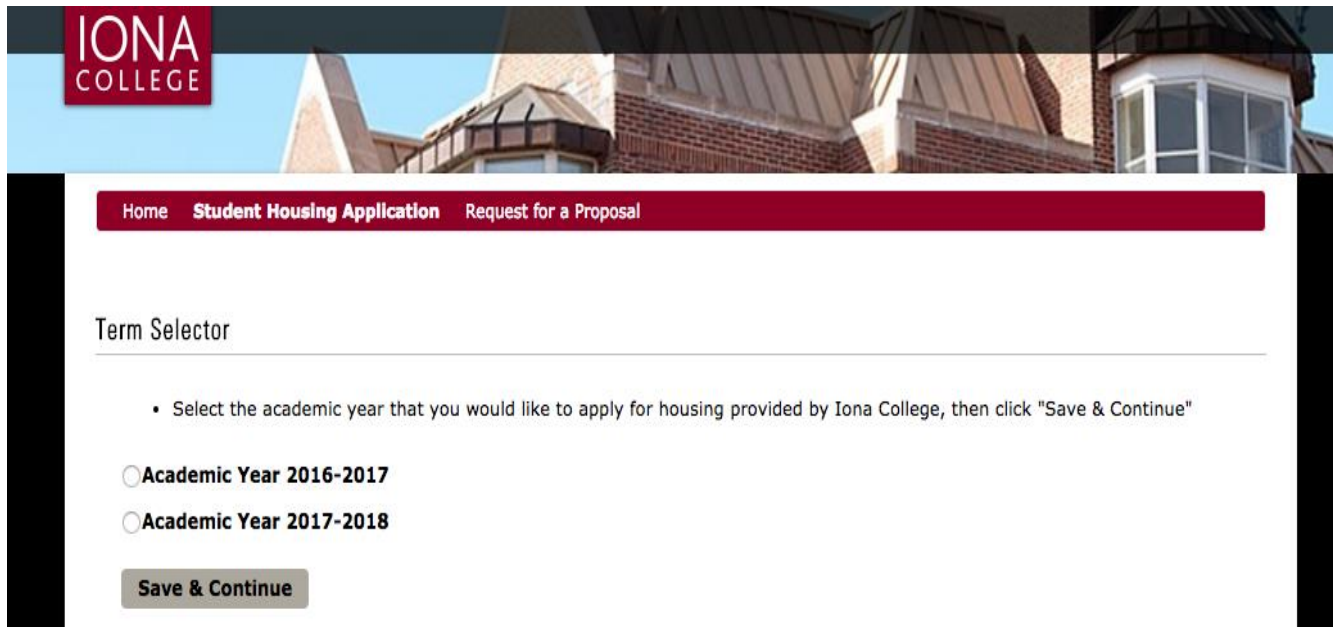 IONA
COLLEGE
Home Student Housing Application Request for a Proposal
Term Selector
• Select the academic year that you would like to apply for housing provided by Iona College, then click "Save & Continue"
Academic Year 2016-2017
Academic Year 2017-2018
Save & Continue